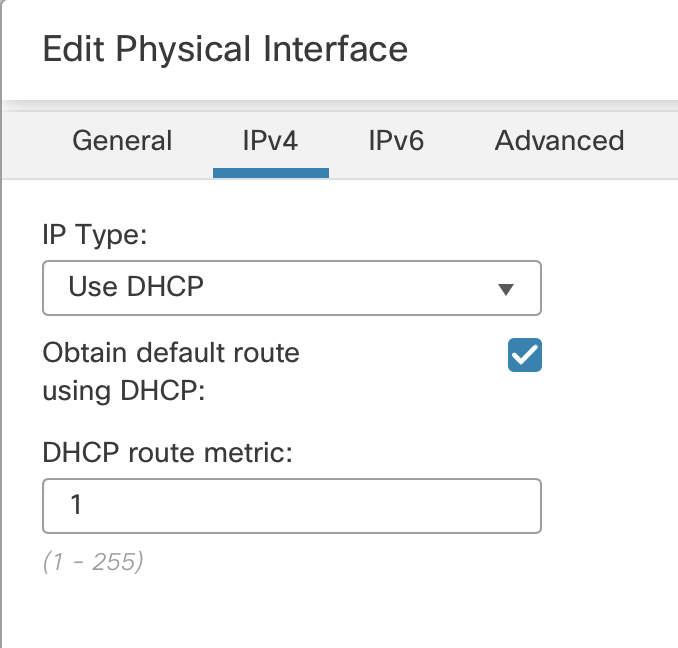 Edit Physical Interface
General IPv4 IPv6 Advanced
IP Type:
Use DHCP
Obtain default route
using DHCP:
DHCP route metric:
1
(1 - 255)